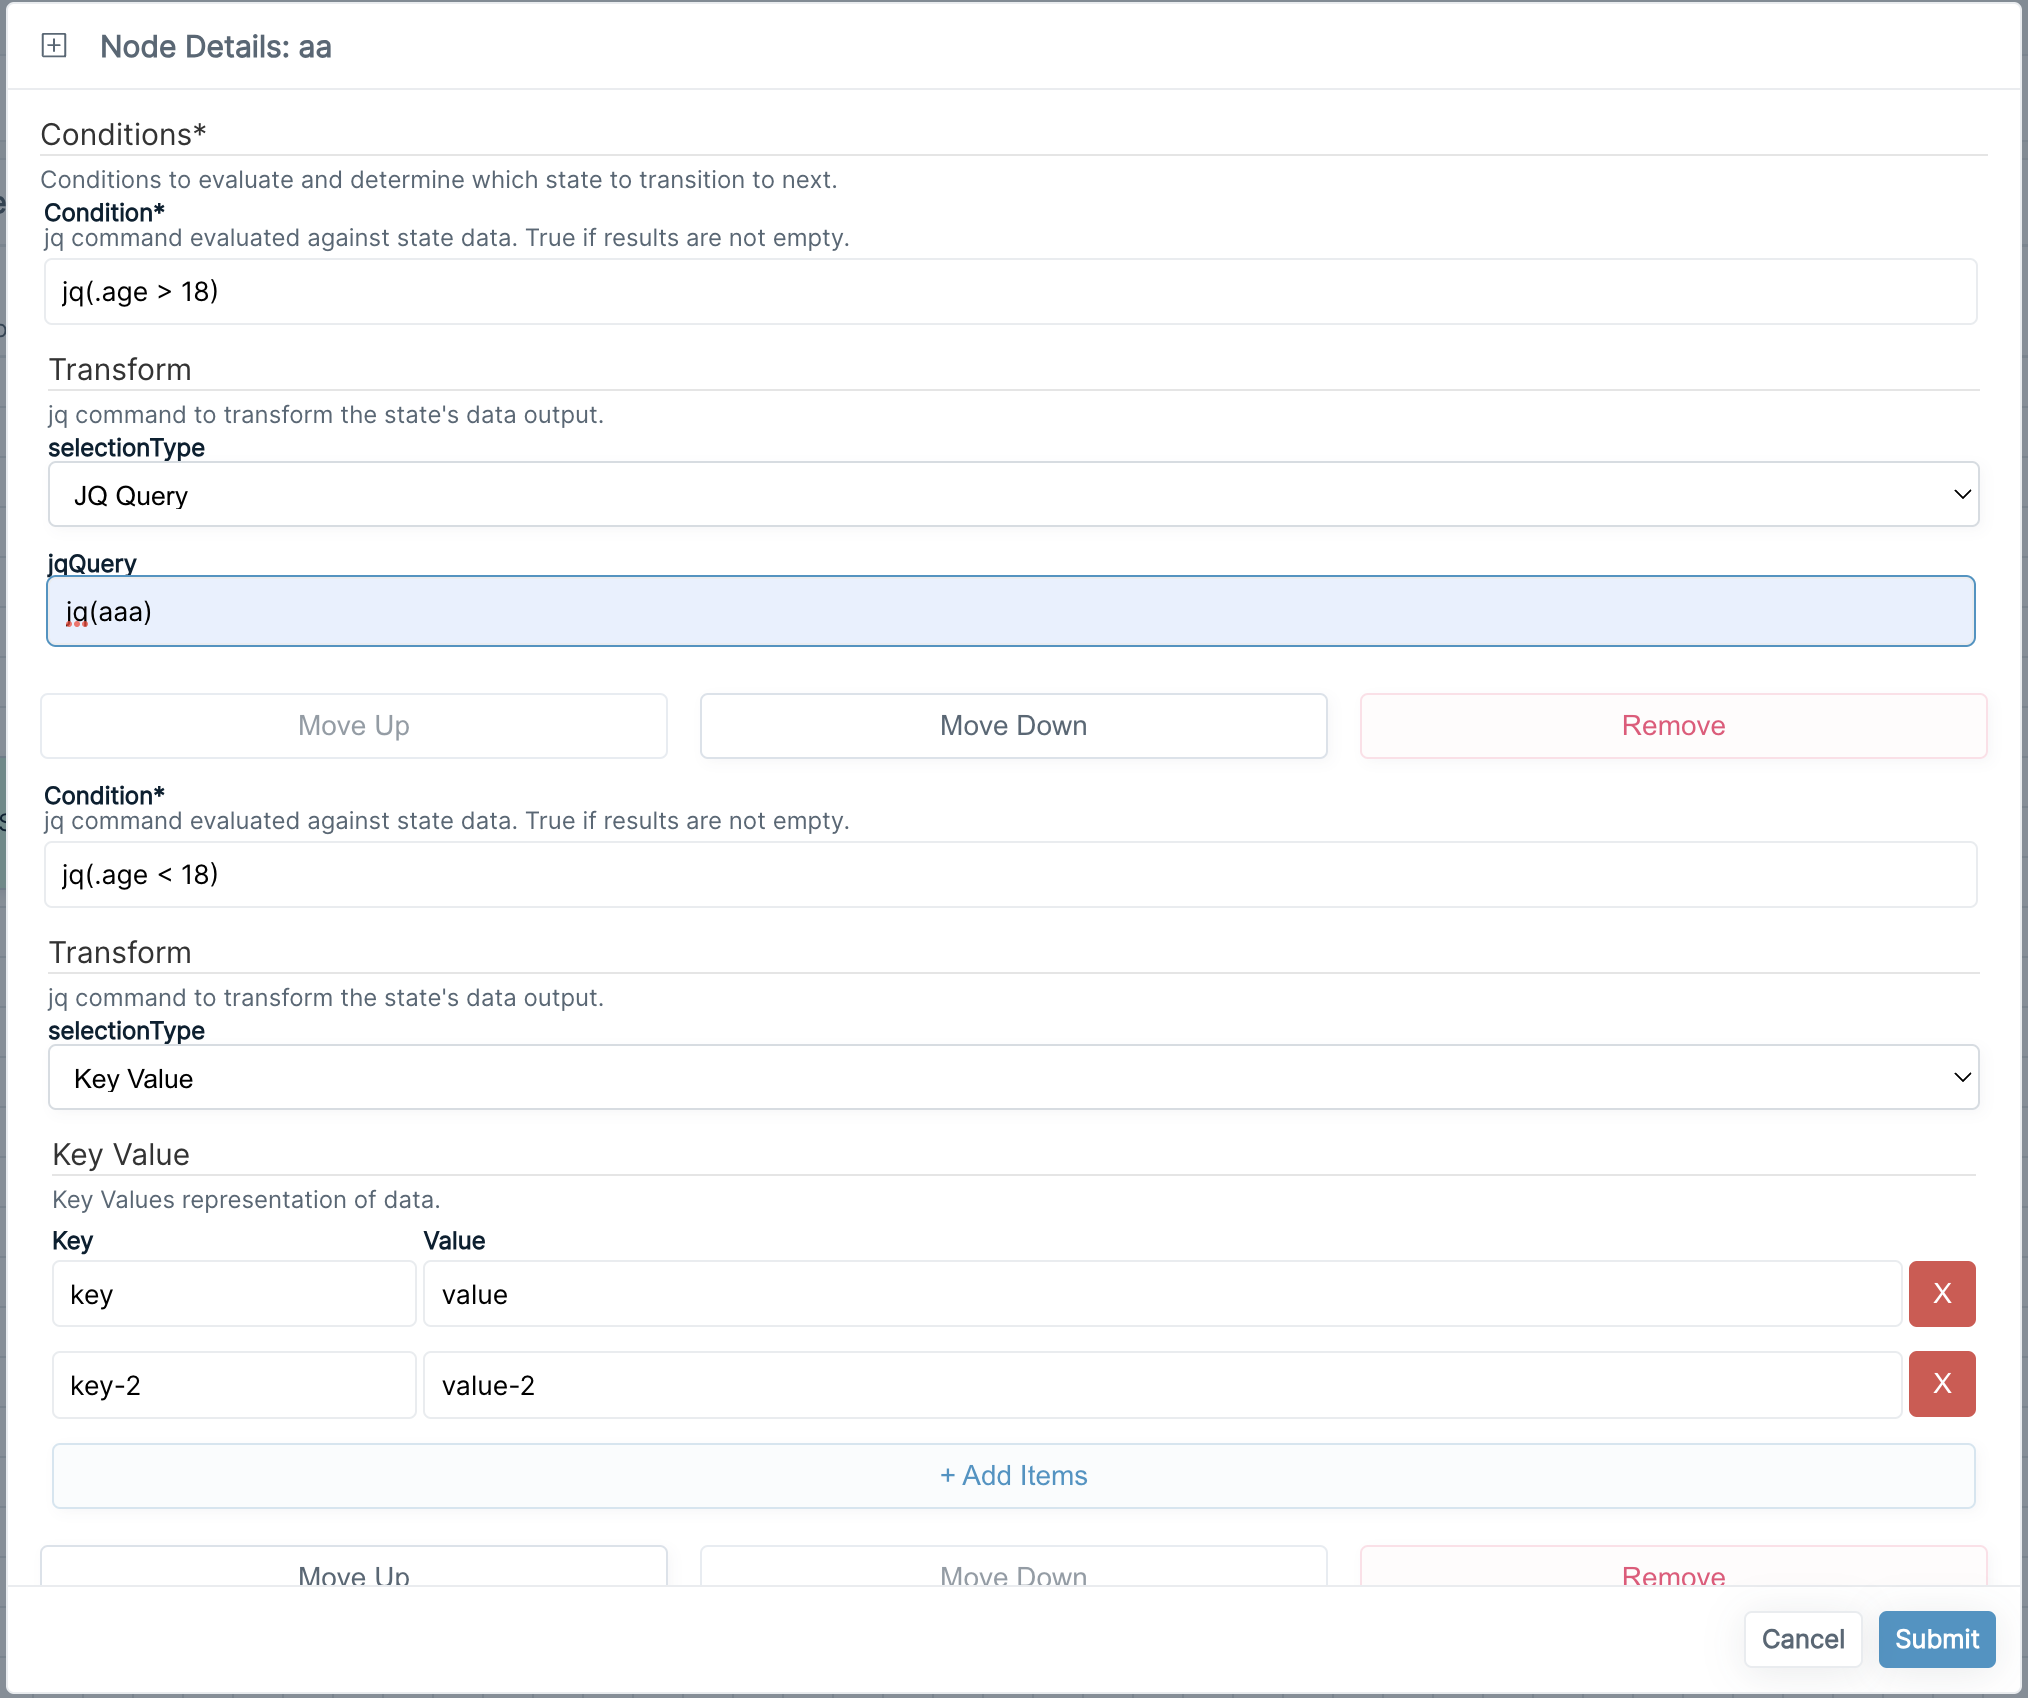 Node Details: aa
Conditions*
Conditions to evaluate and determine which state to transition to next.
Condition*
jq command evaluated against state data. True if results are not empty.
jq(.age > 18)
Transform
jq command to transform the state's data output.
selectionType
JQ Query
jqQuery
jq(aaa)
Move Up Move Down Remove
Condition*
jq command evaluated against state data. True if results are not empty.
jq(.age < 18)
Transform
jq command to transform the state's data output.
selectionType
Key Value
Key Value
Key Values representation of data.
Key Value
key value X
key-2 value-2 X
+ Add Items
Move Up Move Down Remove
Cancel Submit